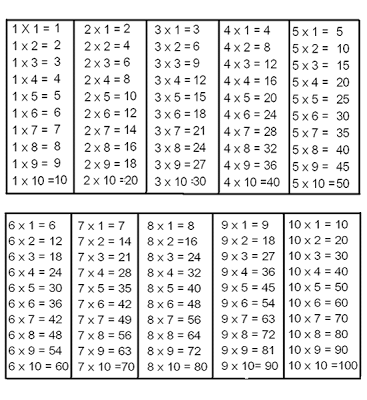 1 X 1 = 1
1 x 2 = 2
1 x 3 = 3
1 x 4 = 4
1 x 5 = 5
1 x 6 = 6
1 x 7 = 7
1 x 8 = 8
1 x 9 = 9
1 x 10 =10
2 x 1 = 2
2 x 2 = 4
2 x 3 = 6
2 x 4 = 8
2 x 5 = 10
2 x 6 = 12
2 x 7 = 14
2 x 8 = 16
2 x 9 = 18
2 x 10 =20
3 x 1 =3
3 x 2 = 6
3 x 3 = 9
3 x 4 = 12
3 x 5 = 15
3 x 6 = 18
3 x 7 = 21
3 x 8 = 24
3 x 9 = 27
3 x 10 =30
4 x 1 = 4
4 x 2 = 8
4 x 3 = 12
4 x 4 = 16
4 x 5 = 20
4 x 6 = 24
4 x 7 = 28
4 x 8 = 32
4 x 9 = 36
4 x 10 =40
5 x 1 = 5
5 x 2 = 10
5 x 3 = 15
5 x 4 = 20
5 x 5 = 25
5 x 6 = 30
5 x 7 = 35
5 x 8 = 40
5 x 9 = 45
5 x 10 =50
6 x 1 = 6
6 x 2 = 12
6 x 3 = 18
6 x 4 = 24
6 x 5 = 30
6 x 6 = 36
6 x 7 = 42
6 x 8 = 48
6 x 9 = 54
6 x 10 = 60
7 x 1 = 7
7 x 2 = 14
7 x 3 = 21
7 x 4 = 28
7 x 5 = 35
7 x 6 = 42
7 x 7 = 49
7 x 8 = 56
7 x 9 = 63
7 x 10 =70
8 x 1 = 8
8 x 2 =16
8 x 3 = 24
8 x 4 = 32
8 x 5 = 40
8 x 6 = 48
8 x 7 = 56
8 x 8 = 64
8 x 9 = 72
8 x 10 = 80
9 x 1 = 9
9 x 2 = 18
9 x 3 = 27
9 x 4 = 36
9 x 5 = 45
9 x 6 = 54
9 x 7 = 63
9 x 8 = 72
9 x 9 = 81
9 x 10= 90
10 x 1 = 10
10 x 2 = 20
10 x 3 = 30
10 x 4 = 40
10 x 5 = 50
10 x 6 = 60
10 x 7 = 70
10 x 8 = 80
10 x 9 = 90
10 x 10 =100